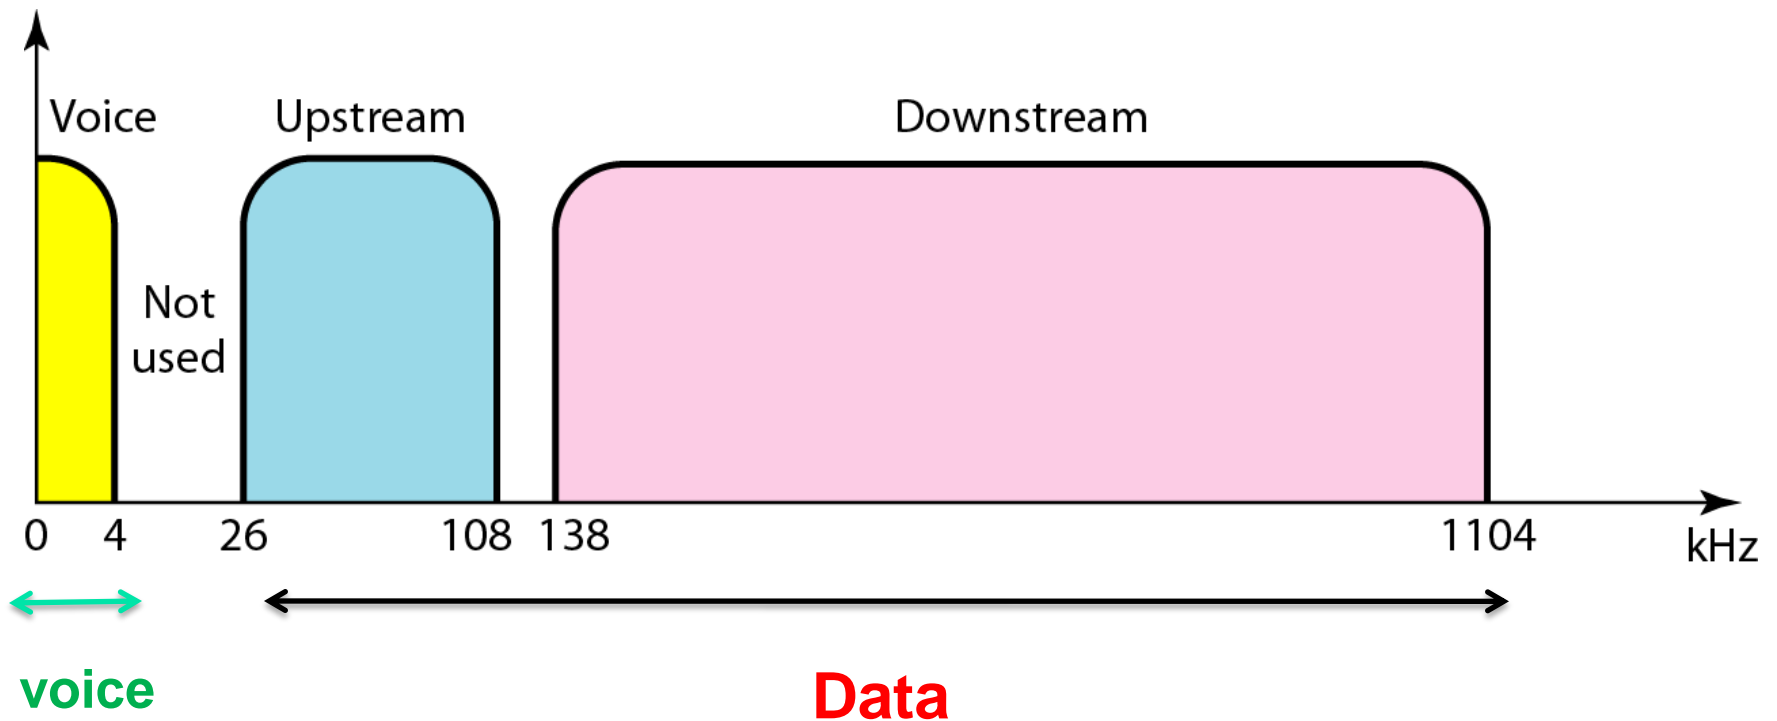 Voice
Upstream
Downstream
Not
used
0
4
26
108
138
1104
kHz
voice
Data